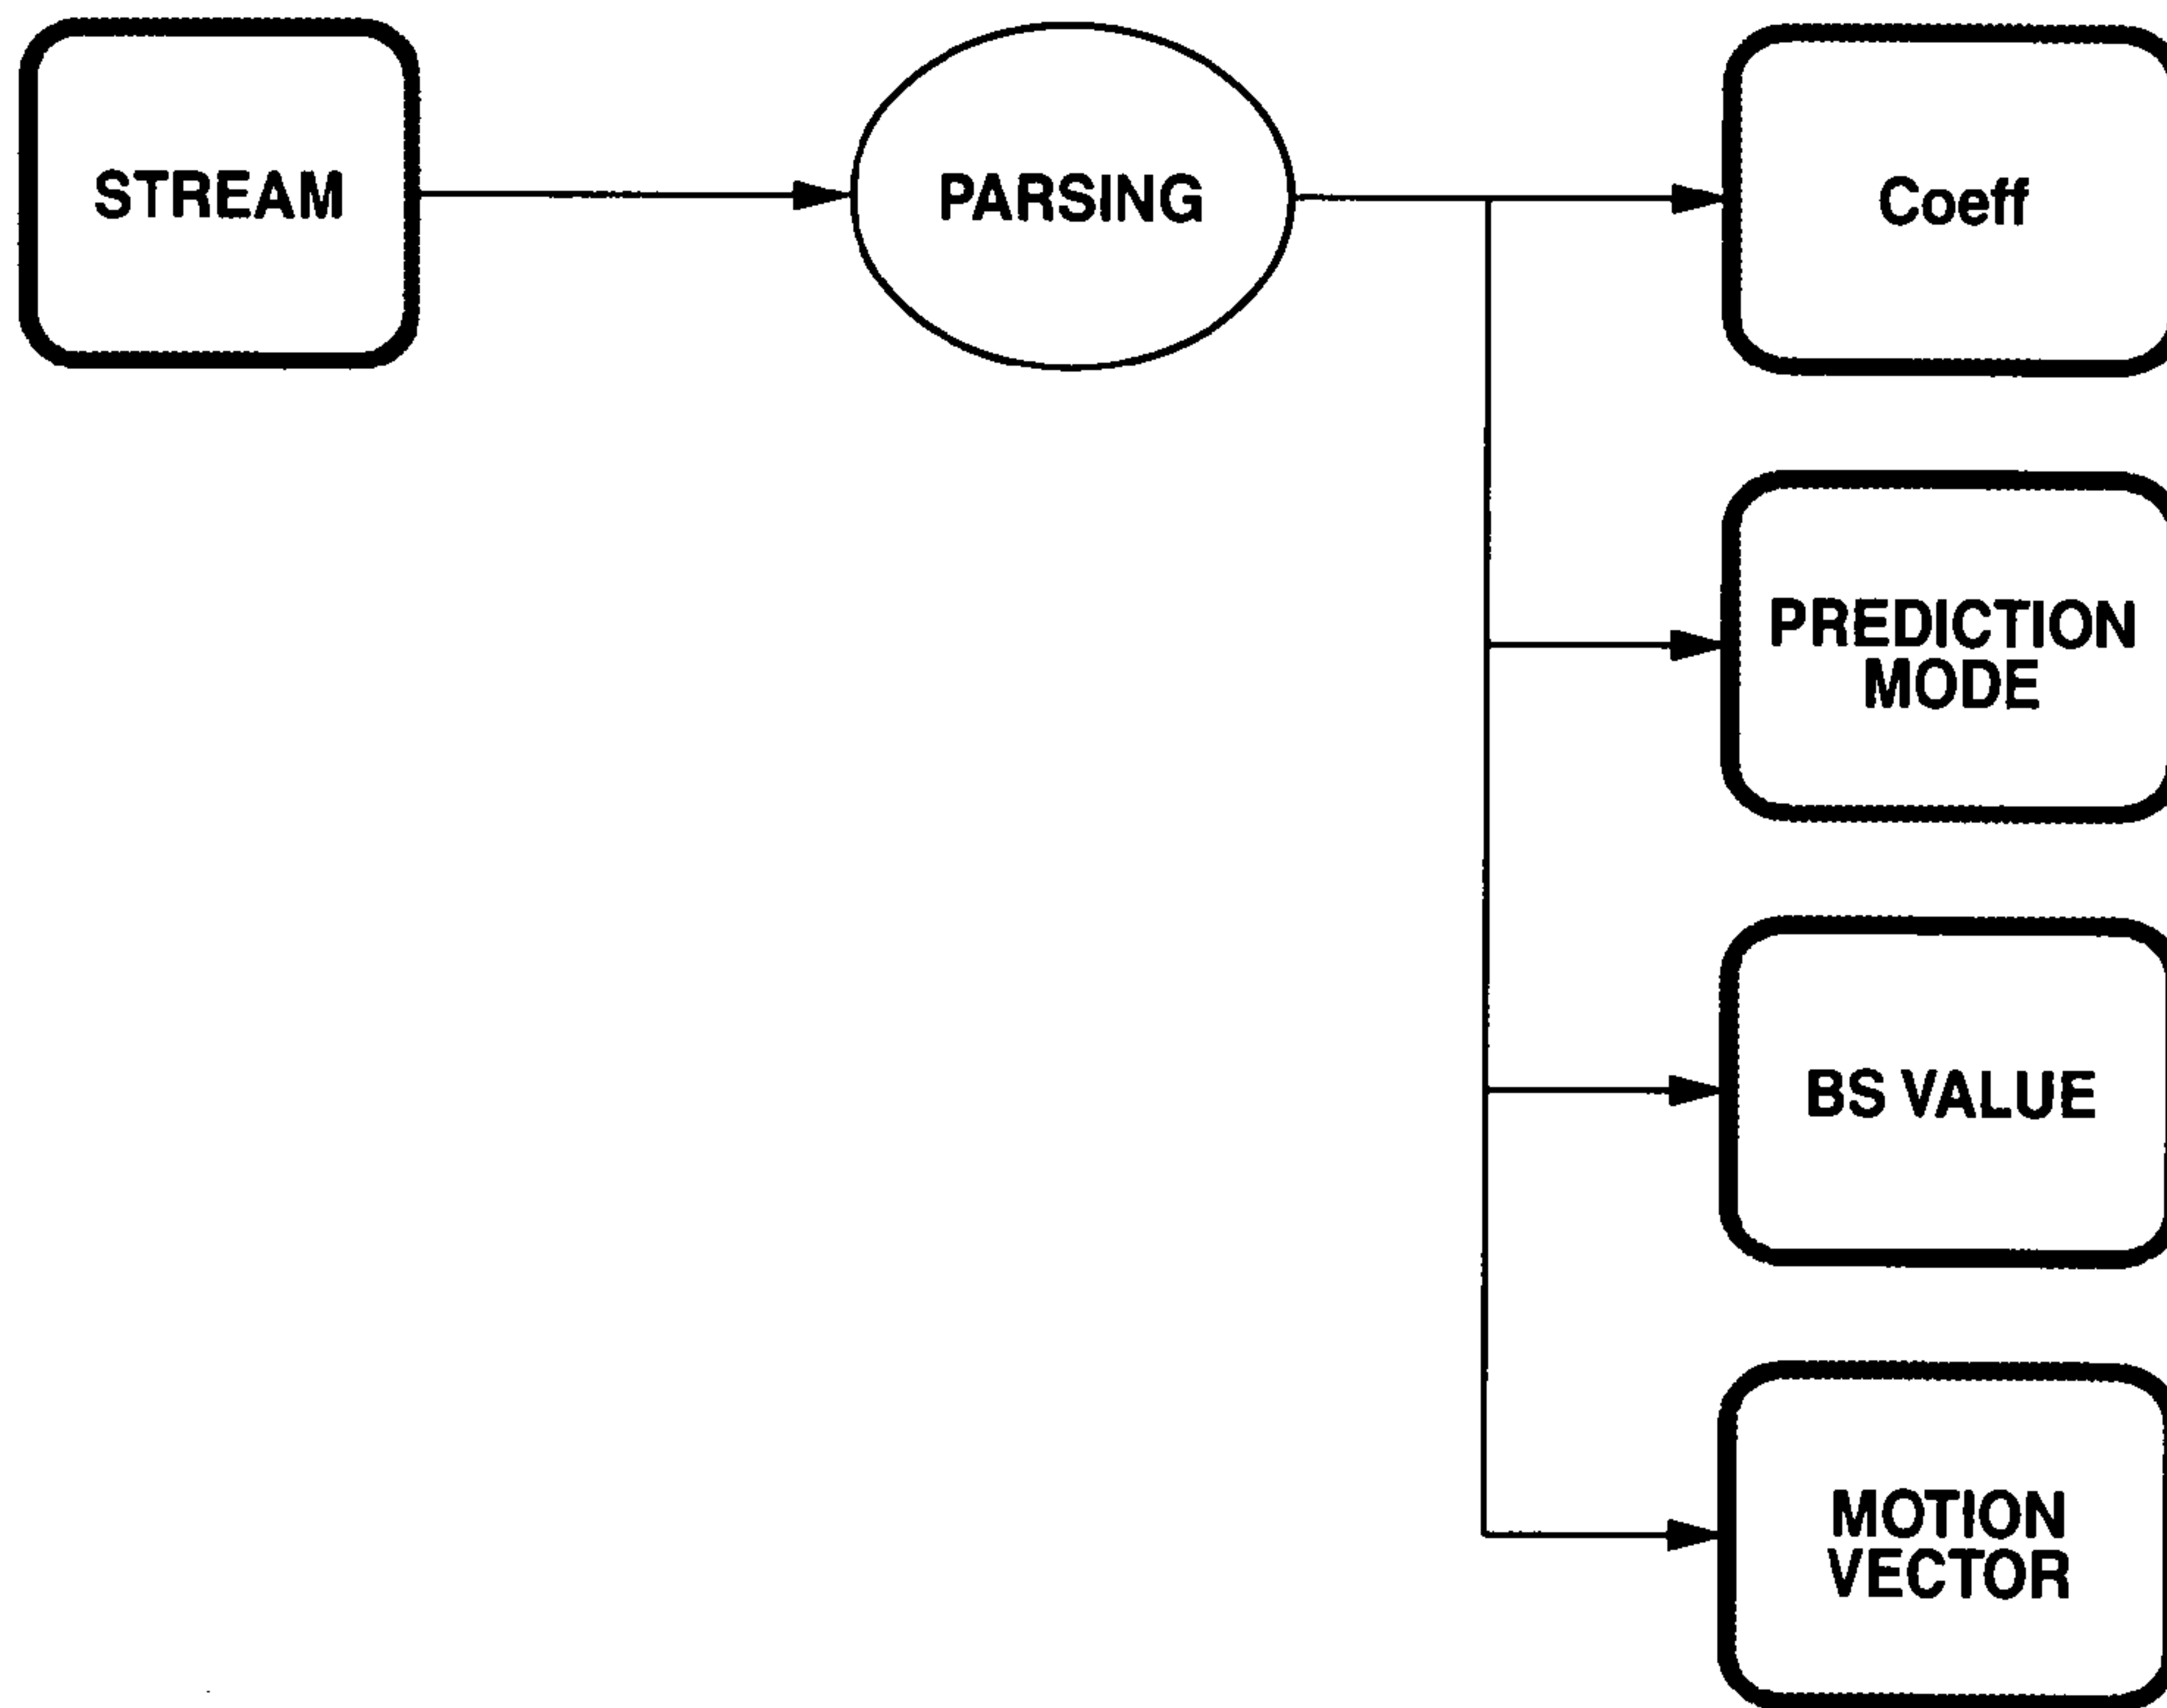 STREAM
PARSING
Coeff
PREDICTION
MODE
BS VALUE
MOTION
VECTOR